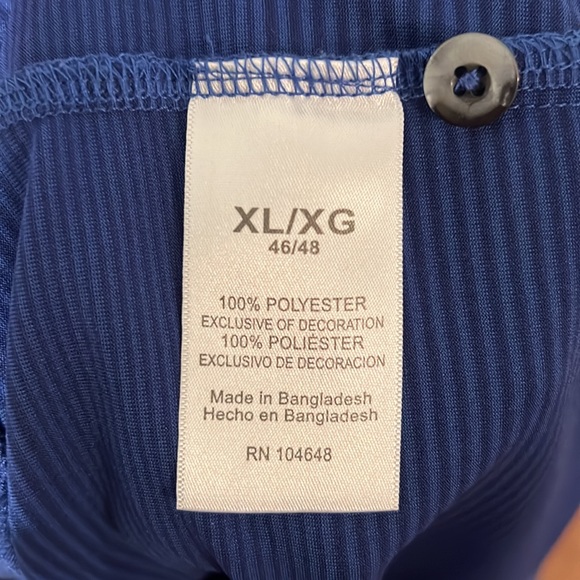 XL/XG
46/48
100% POLYESTER
EXCLUSIVE OF DECORATION
100% POLIÉSTER
EXCLUSIVO DE DECORACION
Made in Bangladesh
Hecho en Bangladesh
RN 104648